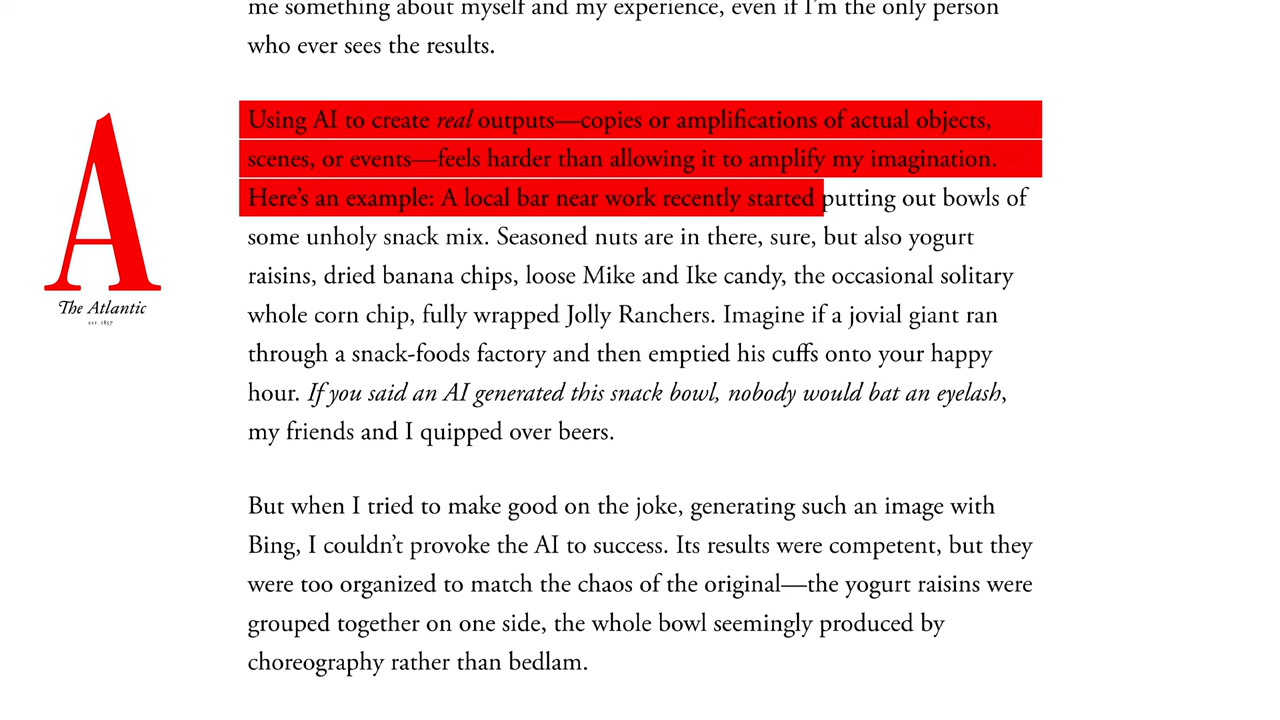 me something about myself and my experience, even if I'm the only person
who ever sees the results.
A
The Atlantic
EST. 1857
Using AI to create real outputs—copies or amplifications of actual objects,
scenes, or events—feels harder than allowing it to amplify my imagination.
Here's an example: A local bar near work recently started putting out bowls of
some unholy snack mix. Seasoned nuts are in there, sure, but also yogurt
raisins, dried banana chips, loose Mike and Ike candy, the occasional solitary
whole corn chip, fully wrapped Jolly Ranchers. Imagine if a jovial giant ran
through a snack-foods factory and then emptied his cuffs onto your happy
hour. If you said an AI generated this snack bowl, nobody would bat an eyelash,
my friends and I quipped over beers.
But when I tried to make good on the joke, generating such an image with
Bing, I couldn't provoke the AI to success. Its results were competent, but they
were too organized to match the chaos of the original—the yogurt raisins were
grouped together on one side, the whole bowl seemingly produced by
choreography rather than bedlam.